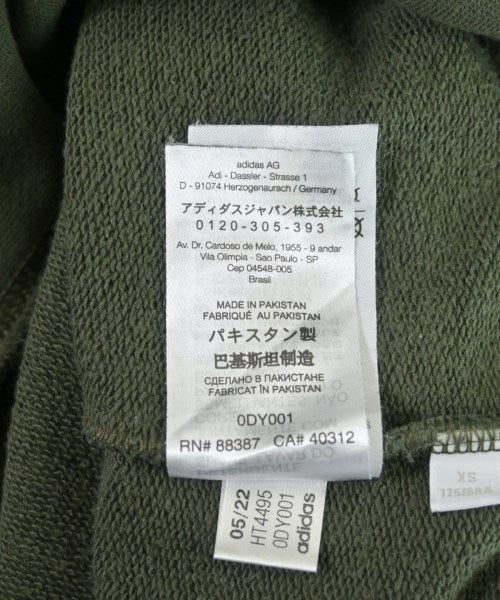 adidas AG
Adi - Dassler - Strasse 1
D - 91074 Herzogenaurach / Germany
アディダスジャパン株式会社
0120-305-393
Av. Dr. Cardoso de Melo, 1955 - 9 andar
Vila Olimpia - Sao Paulo - SP
Cep 04548-005
Brasil
MADE IN PAKISTAN
FABRIQUÉ AU PAKISTAN
パキスタン製
巴基斯坦制造
СДЕЛАНО В ПАКИСТАНЕ
FABRICAT ÎN PAKISTAN
0DY001
RN# 88387 CA# 40312
05/22
HT4495
0DY001
adidas
XS